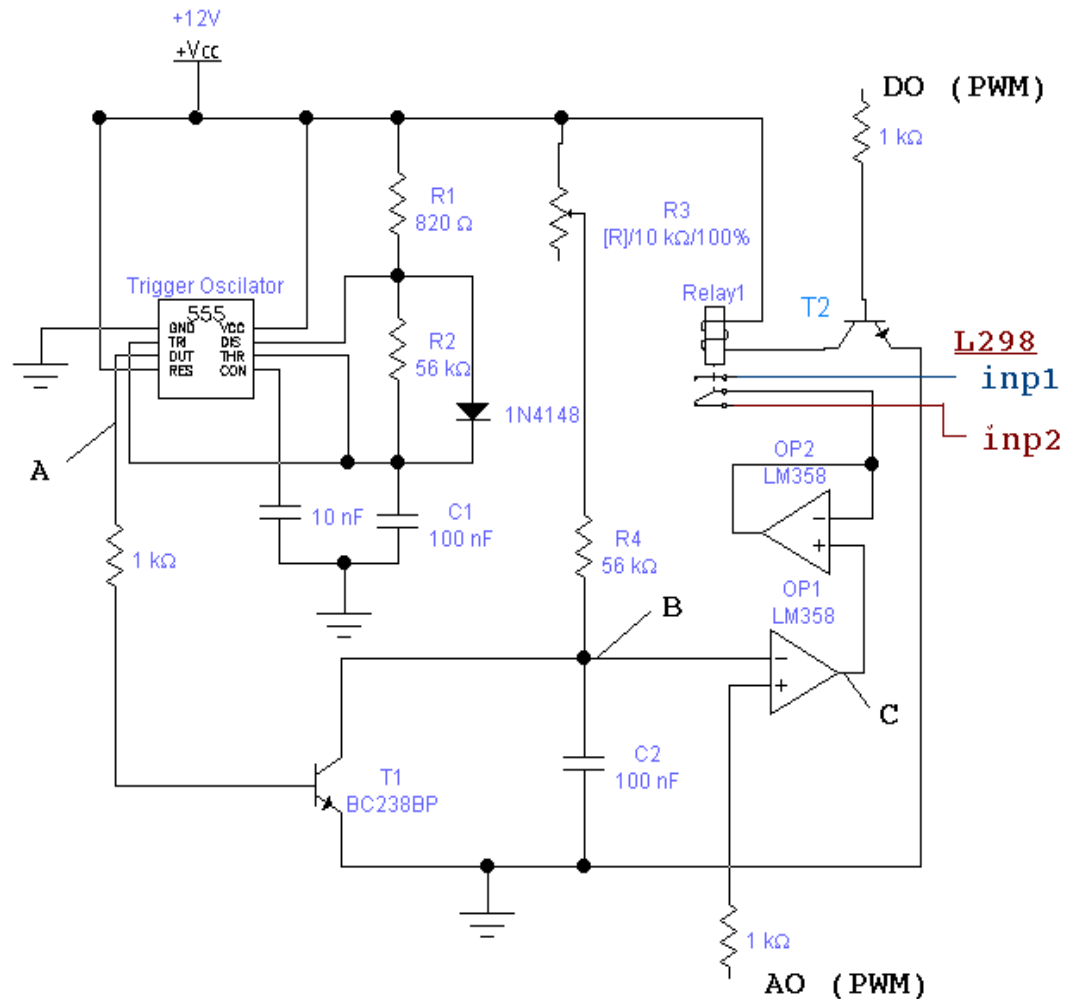 +12V
+Vcc
DO (PWM)
1 kΩ
R1
820 Ω
R3
[R]/10 kΩ/100%
Trigger Oscilator
555
GND VCC
TRI DIS
OUT THR
RES CON
R2
56 kΩ
Relay1
T2
L298
inp1
inp2
1N4148
A
OP2
LM358
10 nF
C1
100 nF
1 kΩ
R4
56 kΩ
OP1
LM358
B
C
T1
BC238BP
C2
100 nF
1 kΩ
AO (PWM)